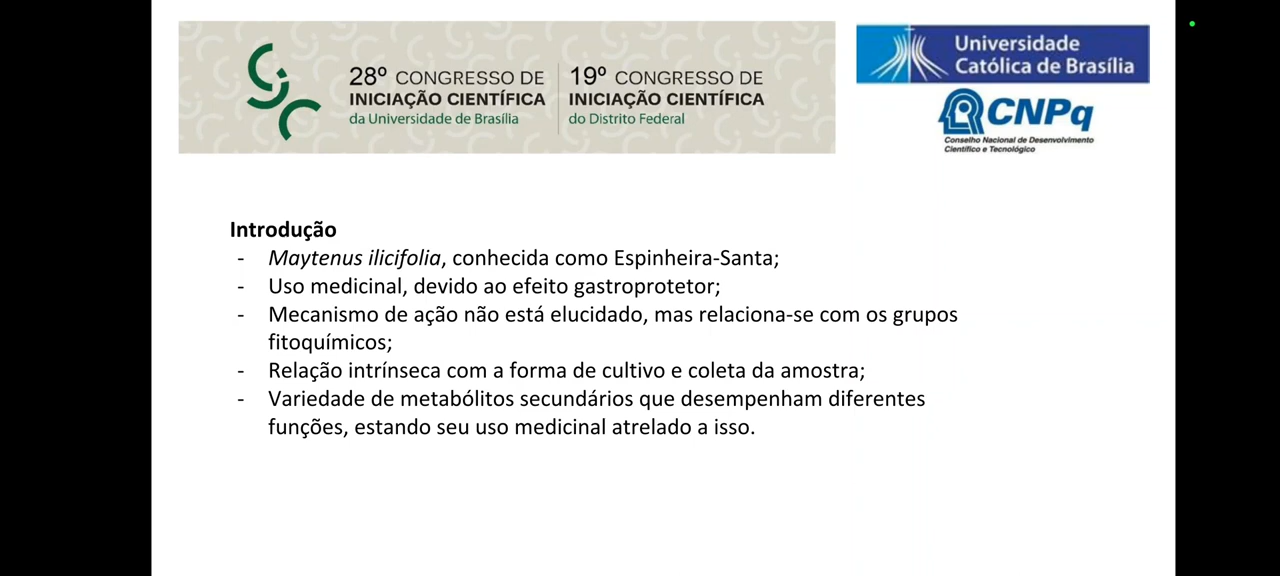 28º CONGRESSO DE
INICIAÇÃO CIENTÍFICA
da Universidade de Brasília
19º CONGRESSO DE
INICIAÇÃO CIENTÍFICA
do Distrito Federal
Universidade
Católica de Brasília
CNPq
Conselho Nacional de Desenvolvimento
Científico e Tecnológico
Introdução
- Maytenus ilicifolia, conhecida como Espinheira-Santa;
- Uso medicinal, devido ao efeito gastroprotetor;
- Mecanismo de ação não está elucidado, mas relaciona-se com os grupos
fitoquímicos;
- Relação intrínseca com a forma de cultivo e coleta da amostra;
- Variedade de metabólitos secundários que desempenham diferentes
funções, estando seu uso medicinal atrelado a isso.